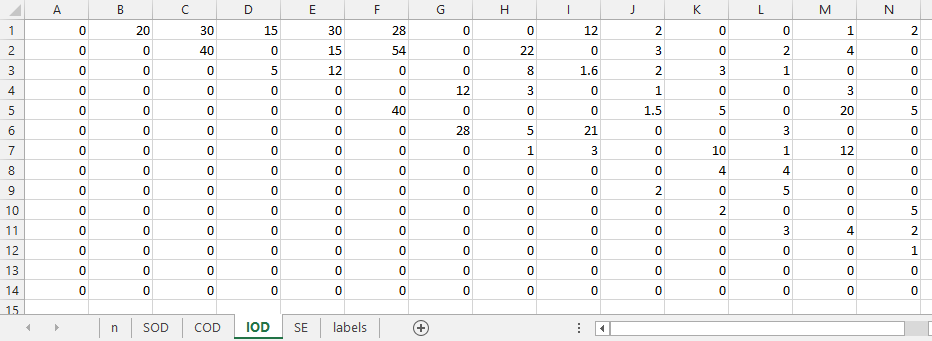 A B C D E F G H I J K L M N
1 0 20 30 15 30 28 0 0 12 2 0 0 1 2
2 0 0 40 0 15 54 0 22 0 3 0 2 4 0
3 0 0 0 5 12 0 0 8 1.6 2 3 1 0 0
4 0 0 0 0 0 0 12 3 0 1 0 0 3 0
5 0 0 0 0 0 40 0 0 0 1.5 5 0 20 5
6 0 0 0 0 0 0 28 5 21 0 0 3 0 0
7 0 0 0 0 0 0 0 1 3 0 10 1 12 0
8 0 0 0 0 0 0 0 0 0 0 4 4 0 0
9 0 0 0 0 0 0 0 0 0 2 0 5 0 0
10 0 0 0 0 0 0 0 0 0 0 2 0 0 5
11 0 0 0 0 0 0 0 0 0 0 0 3 4 2
12 0 0 0 0 0 0 0 0 0 0 0 0 0 1
13 0 0 0 0 0 0 0 0 0 0 0 0 0 0
14 0 0 0 0 0 0 0 0 0 0 0 0 0 0
15
n SOD COD IOD SE labels